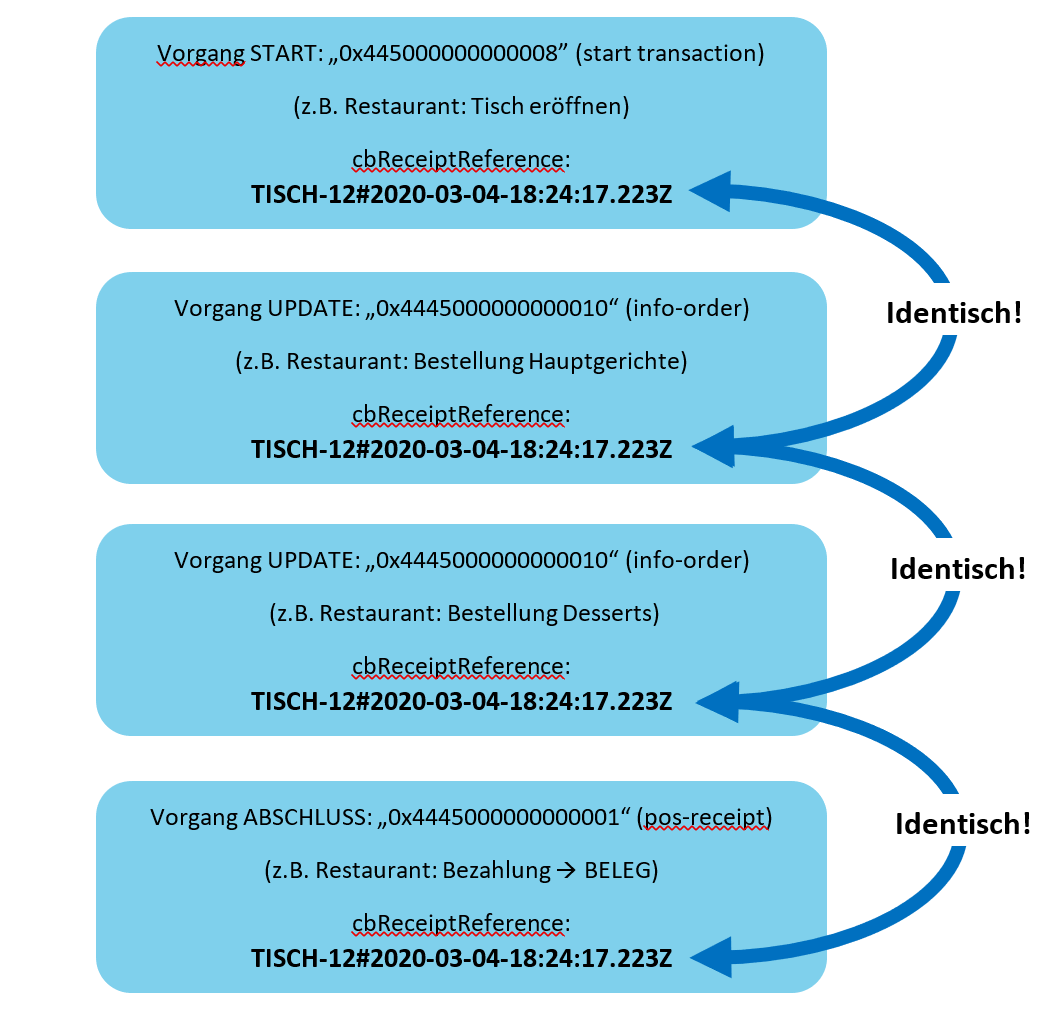 Vorgang START: „0x445000000000008” (start transaction)
(z.B. Restaurant: Tisch eröffnen)
cbReceiptReference:
TISCH-12#2020-03-04-18:24:17.223Z
Identisch!
Vorgang UPDATE: „0x4445000000000010“ (info-order)
(z.B. Restaurant: Bestellung Hauptgerichte)
cbReceiptReference:
TISCH-12#2020-03-04-18:24:17.223Z
Identisch!
Vorgang UPDATE: „0x4445000000000010“ (info-order)
(z.B. Restaurant: Bestellung Desserts)
cbReceiptReference:
TISCH-12#2020-03-04-18:24:17.223Z
Identisch!
Vorgang ABSCHLUSS: „0x4445000000000001“ (pos-receipt)
(z.B. Restaurant: Bezahlung → BELEG)
cbReceiptReference:
TISCH-12#2020-03-04-18:24:17.223Z